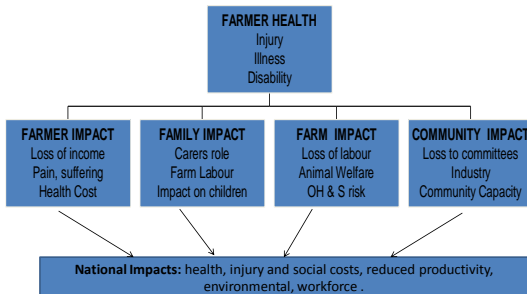 FARMER HEALTH
Injury
Illness
Disability
FARMER IMPACT
Loss of income
Pain, suffering
Health Cost
FAMILY IMPACT
Carers role
Farm Labour
Impact on children
FARM IMPACT
Loss of labour
Animal Welfare
OH & S risk
COMMUNITY IMPACT
Loss to committees
Industry
Community Capacity
National Impacts: health, injury and social costs, reduced productivity,
environmental, workforce .